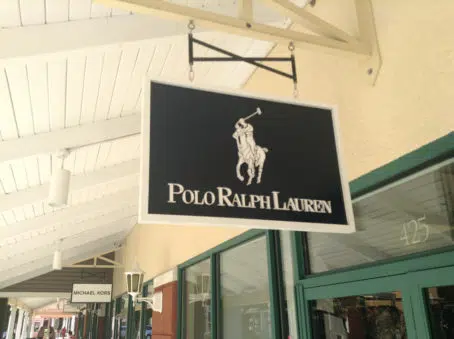 POLO RALPH LAUREN
MICHAEL KORS
425